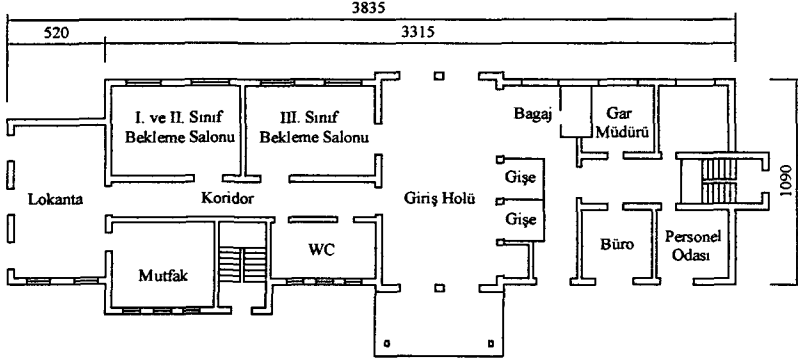 3835
520
3315
I. ve II. Sınıf
Bekleme Salonu
III. Sınıf
Bekleme Salonu
Bagaj
Gar
Müdürü
Gişe
Lokanta
Koridor
Giriş Holü
Gişe
1090
Mutfak
WC
Büro
Personel
Odası